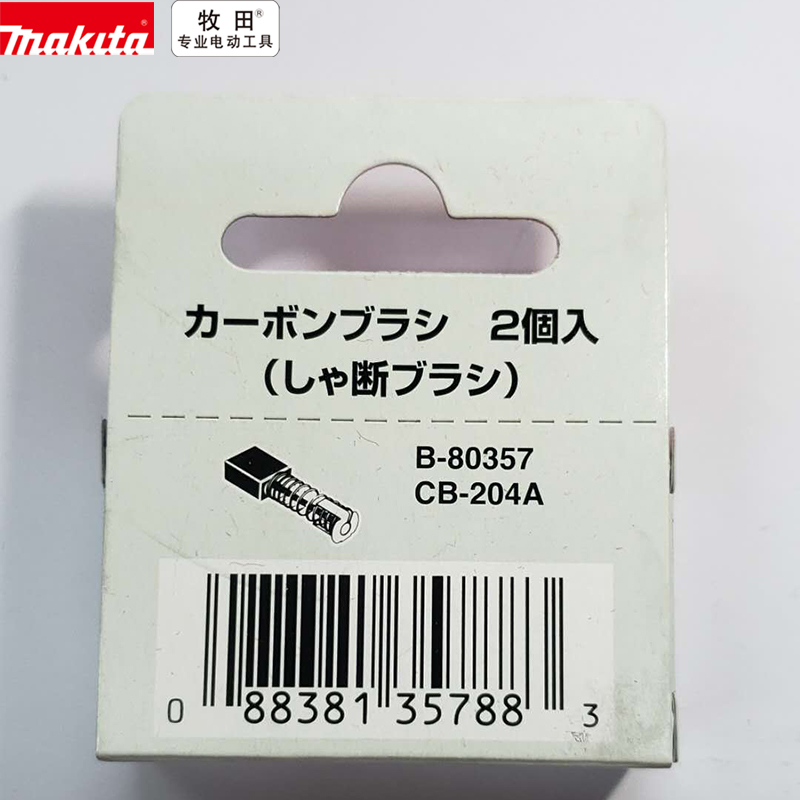 makita®
牧田®
专业电动工具
カーボンブラシ 2個入
(しゃ断ブラシ)
B-80357
CB-204A
0 88381 35788 3